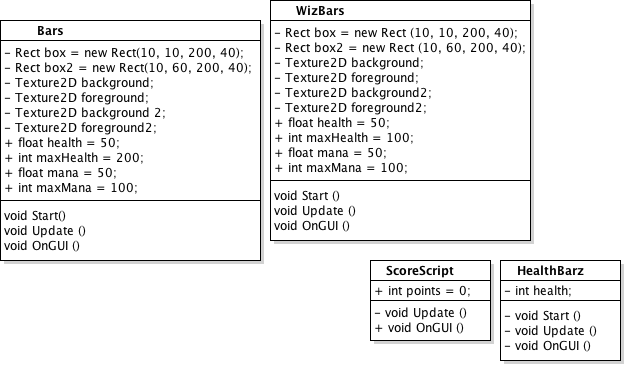 Bars
- Rect box = new Rect(10, 10, 200, 40);
- Rect box2 = new Rect(10, 60, 200, 40);
- Texture2D background;
- Texture2D foreground;
- Texture2D background 2;
- Texture2D foreground2;
+ float health = 50;
+ int maxHealth = 200;
+ float mana = 50;
+ int maxMana = 100;
void Start()
void Update ()
void OnGUI ()
WizBars
- Rect box = new Rect (10, 10, 200, 40);
- Rect box2 = new Rect (10, 60, 200, 40);
- Texture2D background;
- Texture2D foreground;
- Texture2D background2;
- Texture2D foreground2;
+ float health = 50;
+ int maxHealth = 100;
+ float mana = 50;
+ int maxMana = 100;
void Start ()
void Update ()
void OnGUI ()
ScoreScript
+ int points = 0;
- void Update ()
+ void OnGUI ()
HealthBarz
- int health;
- void Start ()
- void Update ()
- void OnGUI ()